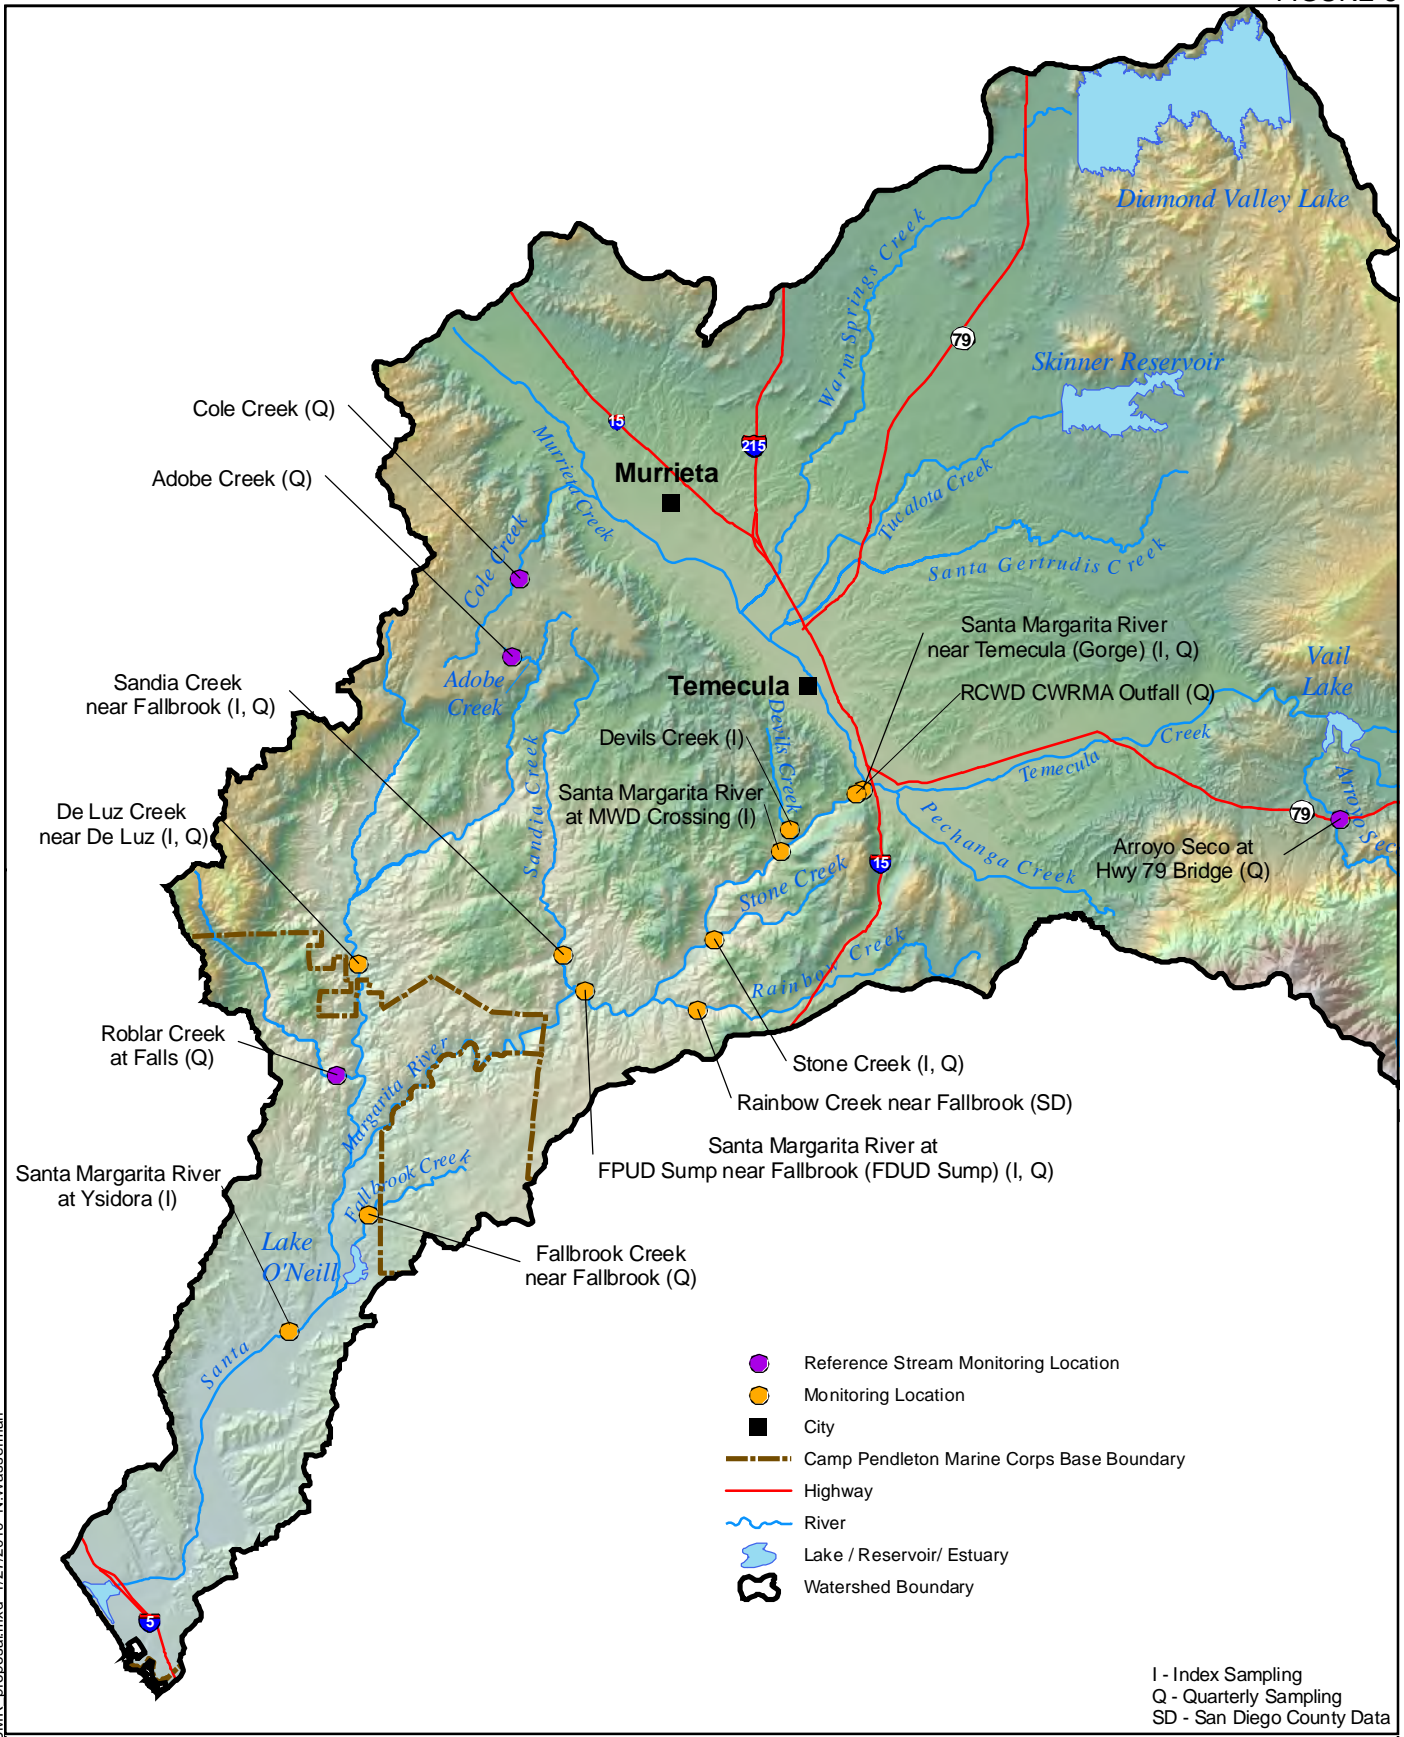 Diamond Valley Lake
Warm Springs Creek
79
Skinner Reservoir
Cole Creek (Q)
15
Murrieta Creek
215
Murrieta
Adobe Creek (Q)
Tucalota Creek
Santa Gertrudis Creek
Cole Creek
Santa Margarita River
near Temecula (Gorge) (I, Q)
Vail
Lake
Sandia Creek
near Fallbrook (I, Q)
Adobe
Creek
Temecula
RCWD CWRMA Outfall (Q)
Devils Creek (I)
Devils Creek
Creek
Temecula
Sandia Creek
Santa Margarita River
at MWD Crossing (I)
Arroyo Sec
De Luz Creek
near De Luz (I, Q)
Pechanga Creek
79
Arroyo Seco at
Hwy 79 Bridge (Q)
15
Stone Creek
Rainbow Creek
Roblar Creek
at Falls (Q)
Margarita River
Stone Creek (I, Q)
Rainbow Creek near Fallbrook (SD)
Santa Margarita River at
FPUD Sump near Fallbrook (FDUD Sump) (I, Q)
Santa Margarita River
at Ysidora (I)
Fallbrook Creek
Lake
O'Neill
Fallbrook Creek
near Fallbrook (Q)
Santa
Reference Stream Monitoring Location
Monitoring Location
City
Camp Pendleton Marine Corps Base Boundary
Highway
River
Lake / Reservoir/ Estuary
Watershed Boundary
5
I - Index Sampling
Q - Quarterly Sampling
SD - San Diego County Data